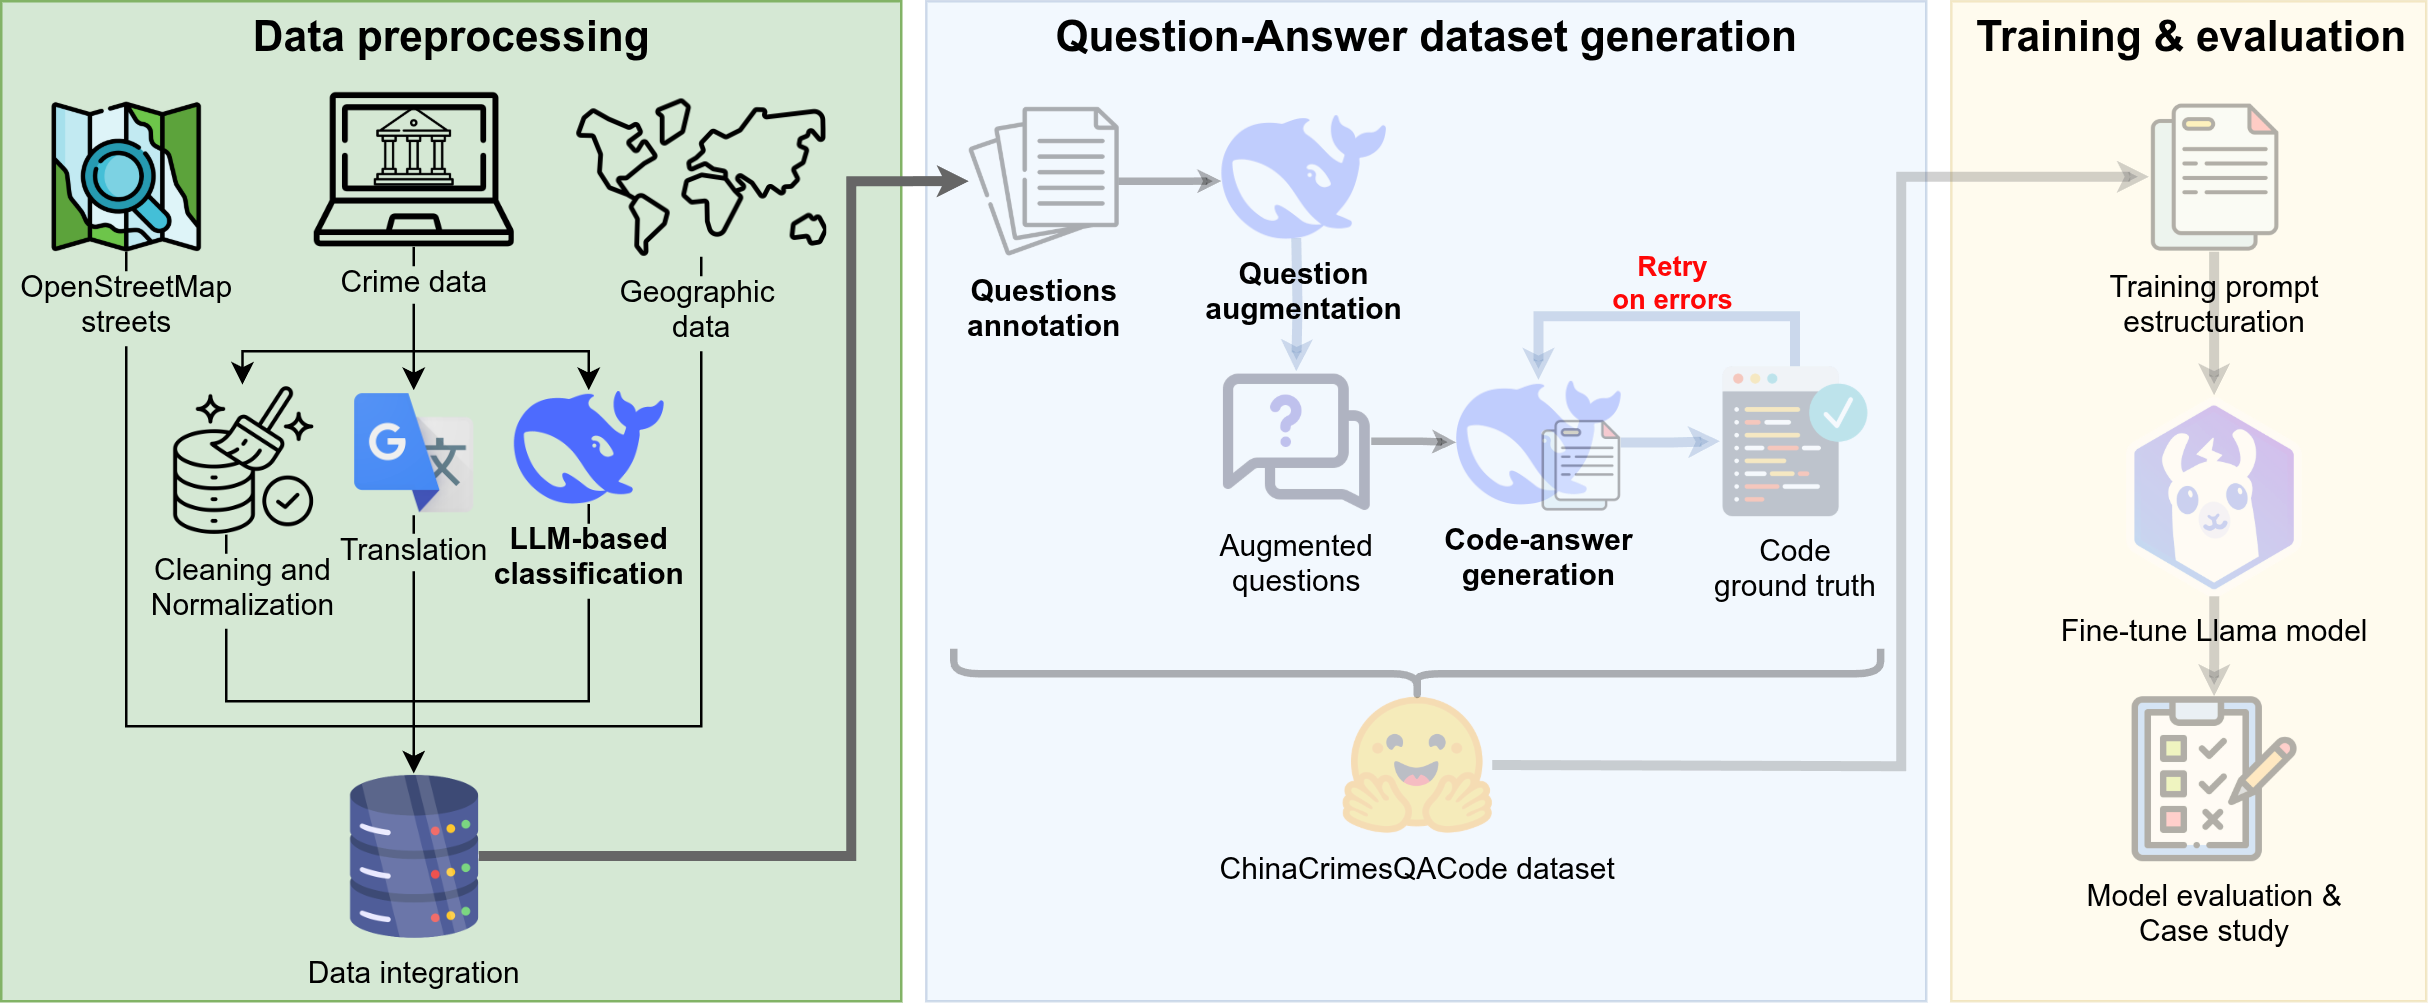 Data preprocessing
OpenStreetMap
streets
Crime data
Geographic
data
G
文
Cleaning and
Normalization
Translation
LLM-based
classification
Data integration
Question-Answer dataset generation
Questions
annotation
Question
augmentation
Retry
on errors
?
Augmented
questions
Code-answer
generation
Code
ground truth
ChinaCrimesQACode dataset
Training & evaluation
Training prompt
estructuration
Fine-tune Llama model
Model evaluation &
Case study